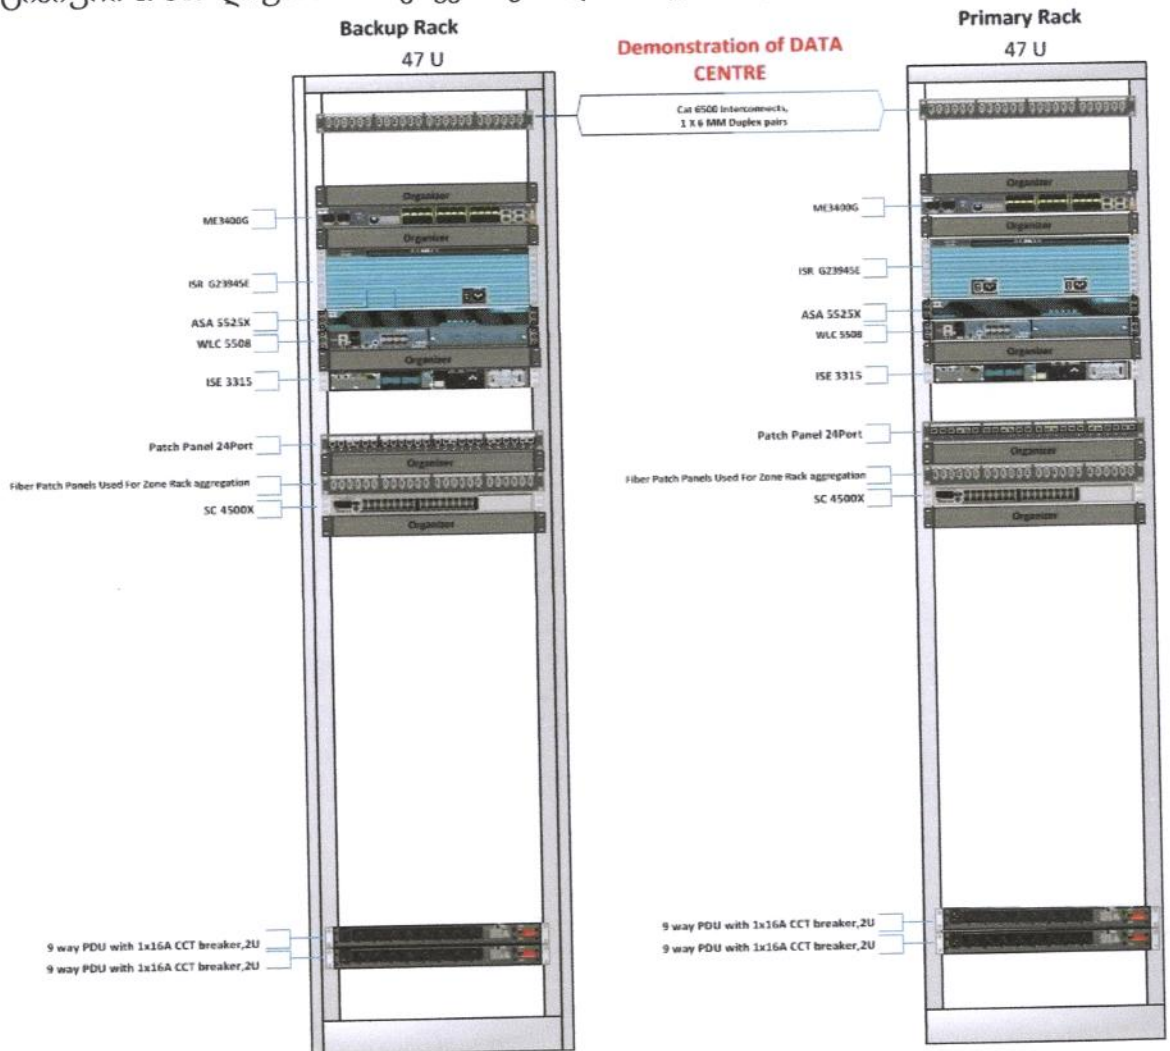 Backup Rack
47 U
Demonstration of DATA
CENTRE
Primary Rack
47 U
Cat 6500 Interconnects,
1 X 6 MM Duplex pairs
Organizer
ME3400G
Organizer
ISR G23945E
ASA 5525X
WLC 5508
Organizer
ISE 3315
Patch Panel 24Port
Organizer
Fiber Patch Panels Used For Zone Rack aggregation
SC 4500X
Organizer
9 way PDU with 1x16A CCT breaker,2U
9 way PDU with 1x16A CCT breaker,2U
Organizer
ME3400G
Organizer
ISR G23945E
ASA 5525X
WLC 5508
Organizer
ISE 3315
Patch Panel 24Port
Organizer
Fiber Patch Panels Used For Zone Rack aggregation
SC 4500X
Organizer
9 way PDU with 1x16A CCT breaker,2U
9 way PDU with 1x16A CCT breaker,2U